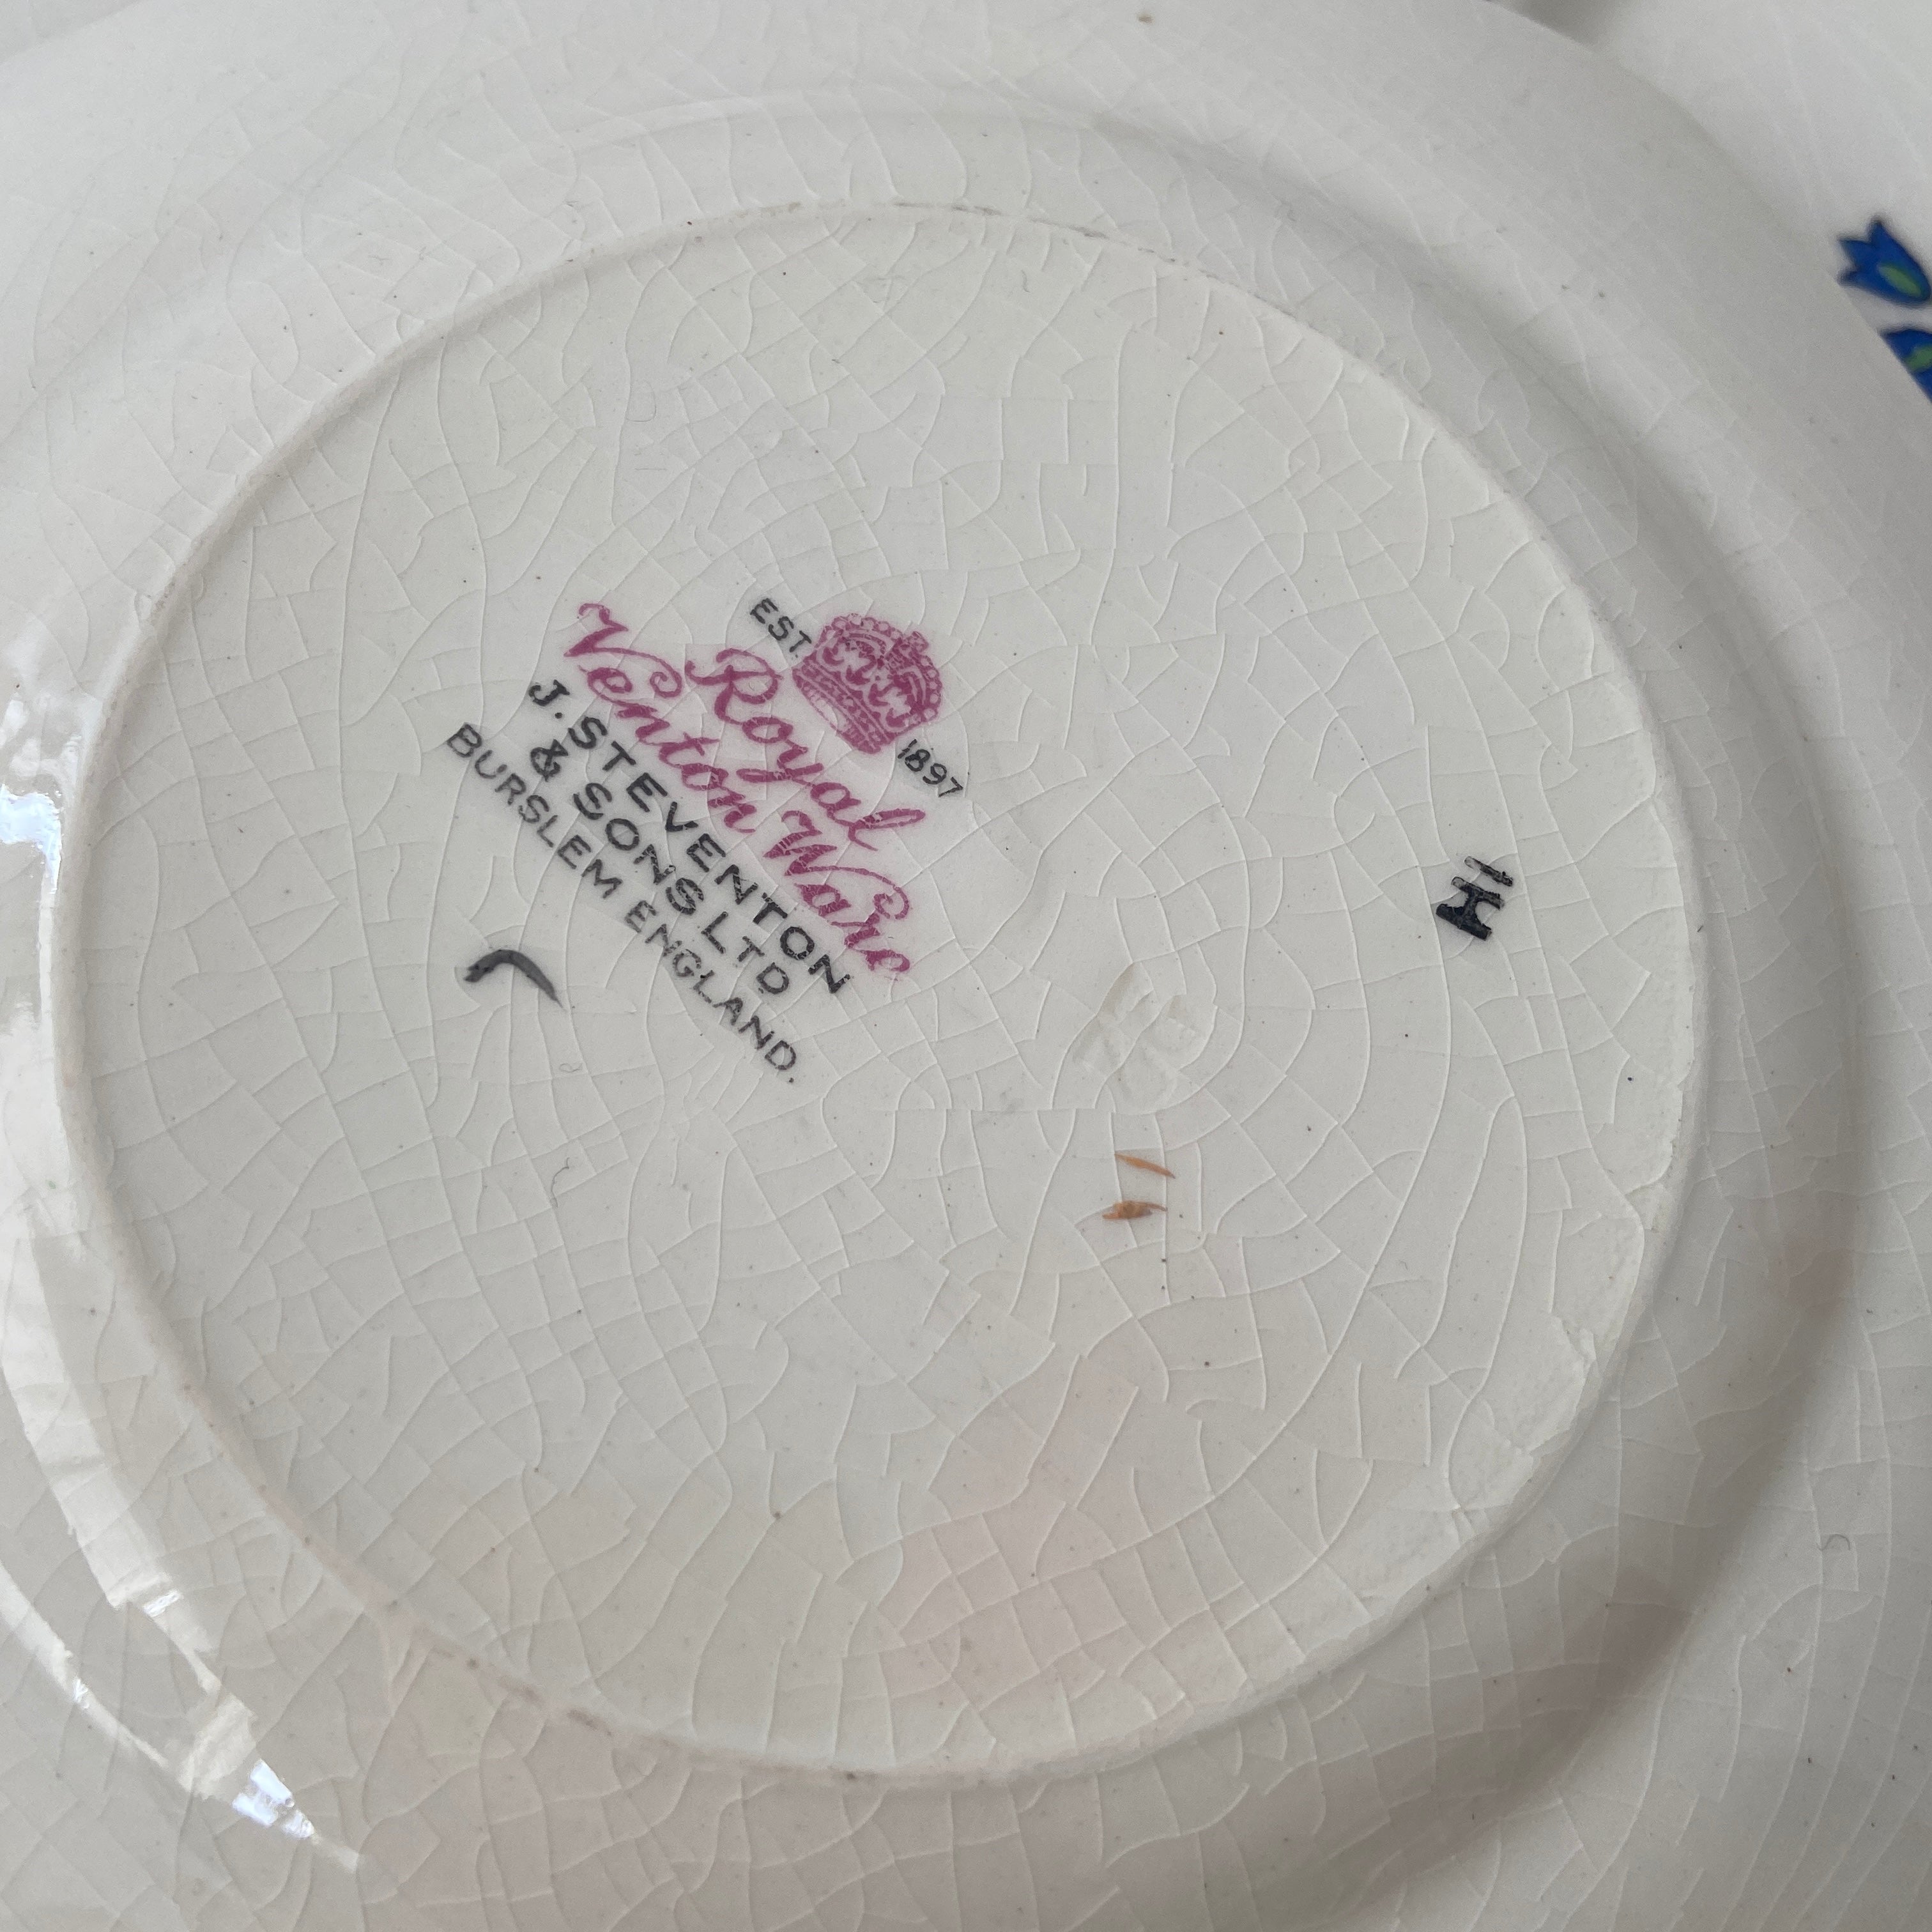 EST. 1897
Royal
Venton Ware
J. STEVENTON
& SONS LTD
BURSLEM ENGLAND.
H